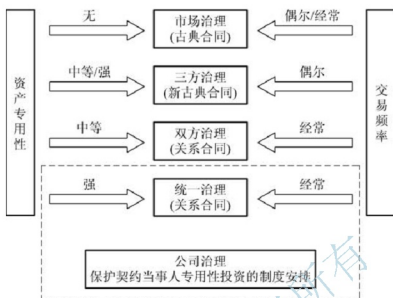 资产专用性
交易频率
无
市场治理
(古典合同)
偶尔/经常
中等/强
三方治理
(新古典合同)
偶尔
中等
双方治理
(关系合同)
经常
强
统一治理
(关系合同)
经常
公司治理
保护契约当事人专用性投资的制度安排
所有